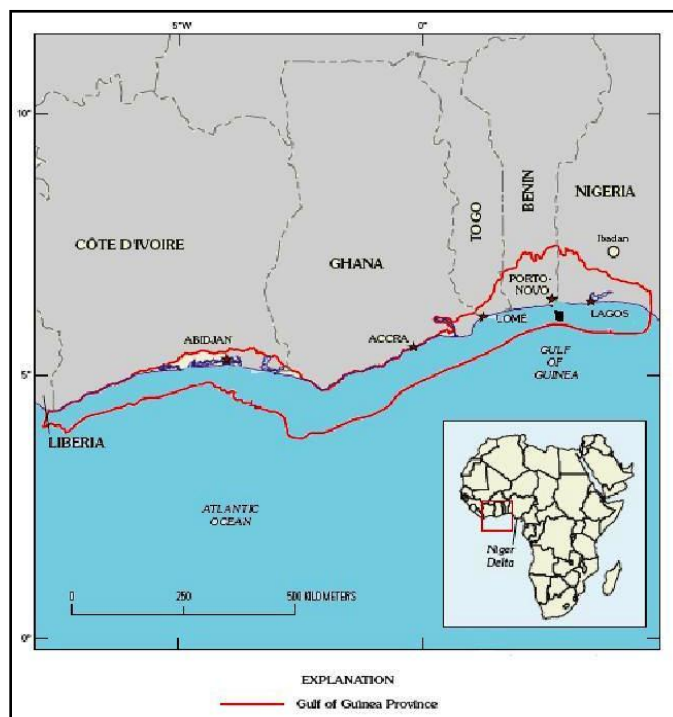 5°W
0°
10°
NIGERIA
BENIN
TOGO
Ibadan
CÔTE D'IVOIRE
GHANA
PORTO-
NOVO
LOMÉ
LAGOS
ABIDJAN
ACCRA
GULF
OF
GUINEA
5°
LIBERIA
ATLANTIC
OCEAN
Niger
Delta
0
250
500 KILOMETERS
0°
EXPLANATION
Gulf of Guinea Province